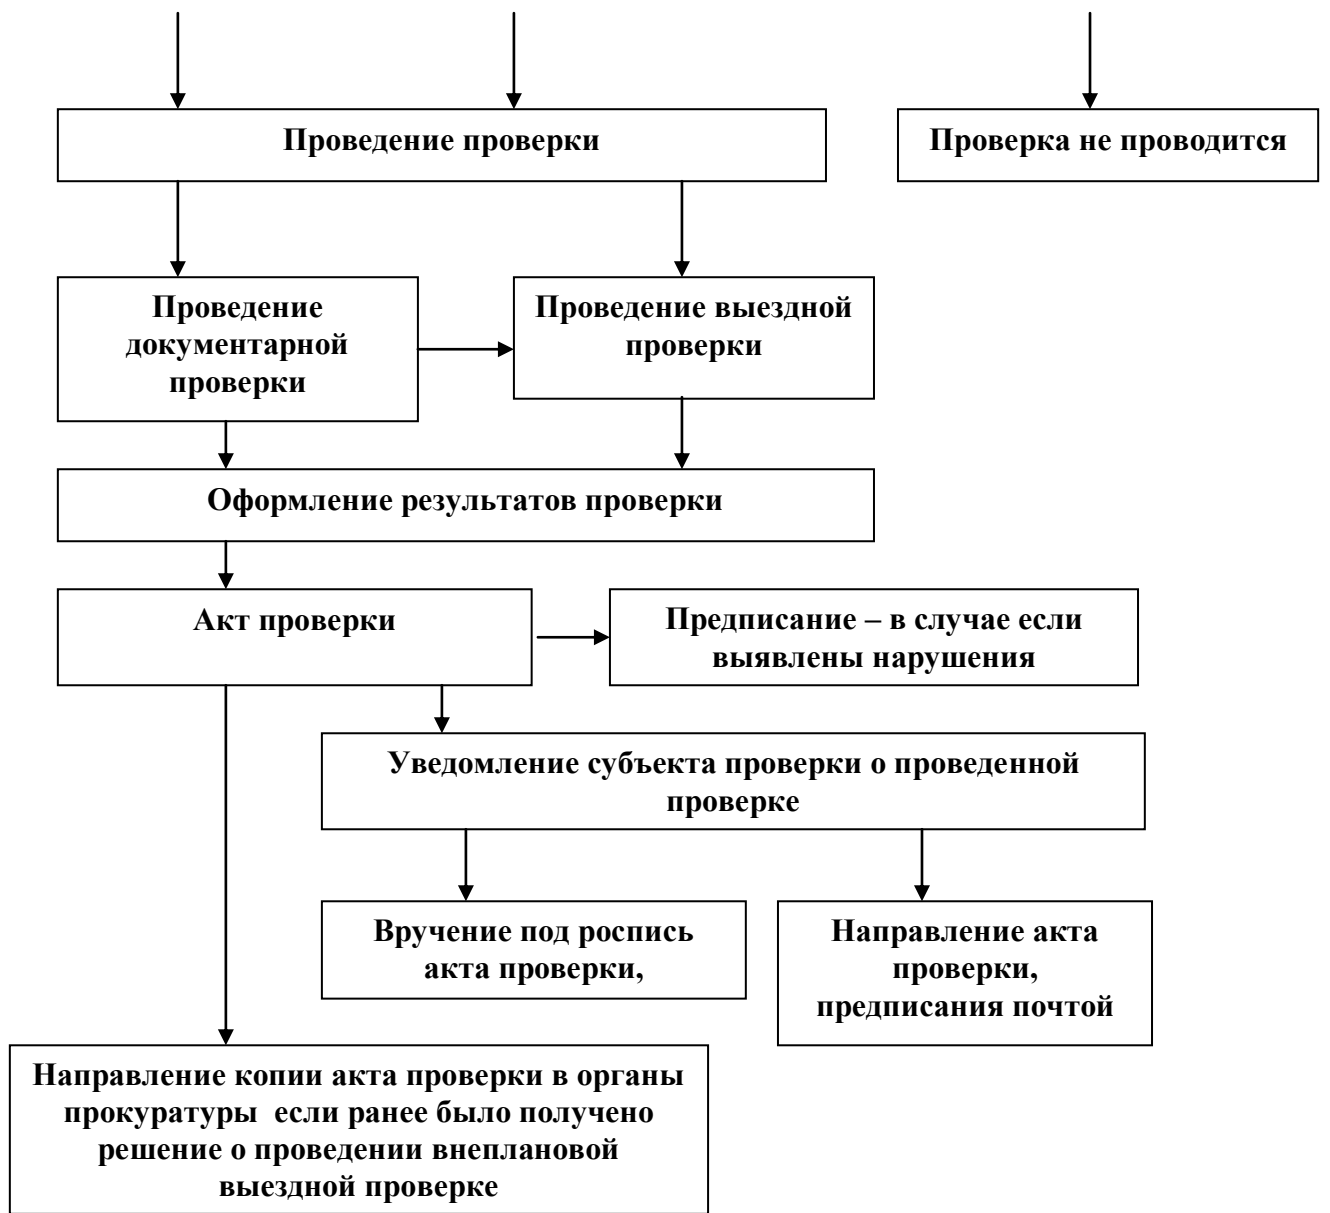 Проведение проверки
Проверка не проводится
Проведение
документарной
проверки
Проведение выездной
проверки
Оформление результатов проверки
Акт проверки
Предписание – в случае если
выявлены нарушения
Уведомление субъекта проверки о проведенной
проверке
Вручение под роспись
акта проверки,
Направление акта
проверки,
предписания почтой
Направление копии акта проверки в органы
прокуратуры  если ранее было получено
решение о проведении внеплановой
выездной проверке